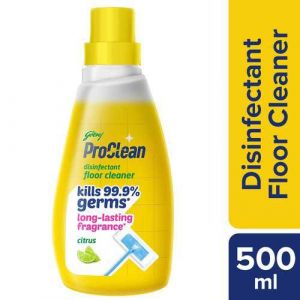 Godrej
ProClean
disinfectant
floor cleaner
kills 99.9%
germs*
long-lasting
fragrance*
citrus
Disinfectant
Floor Cleaner
500
ml